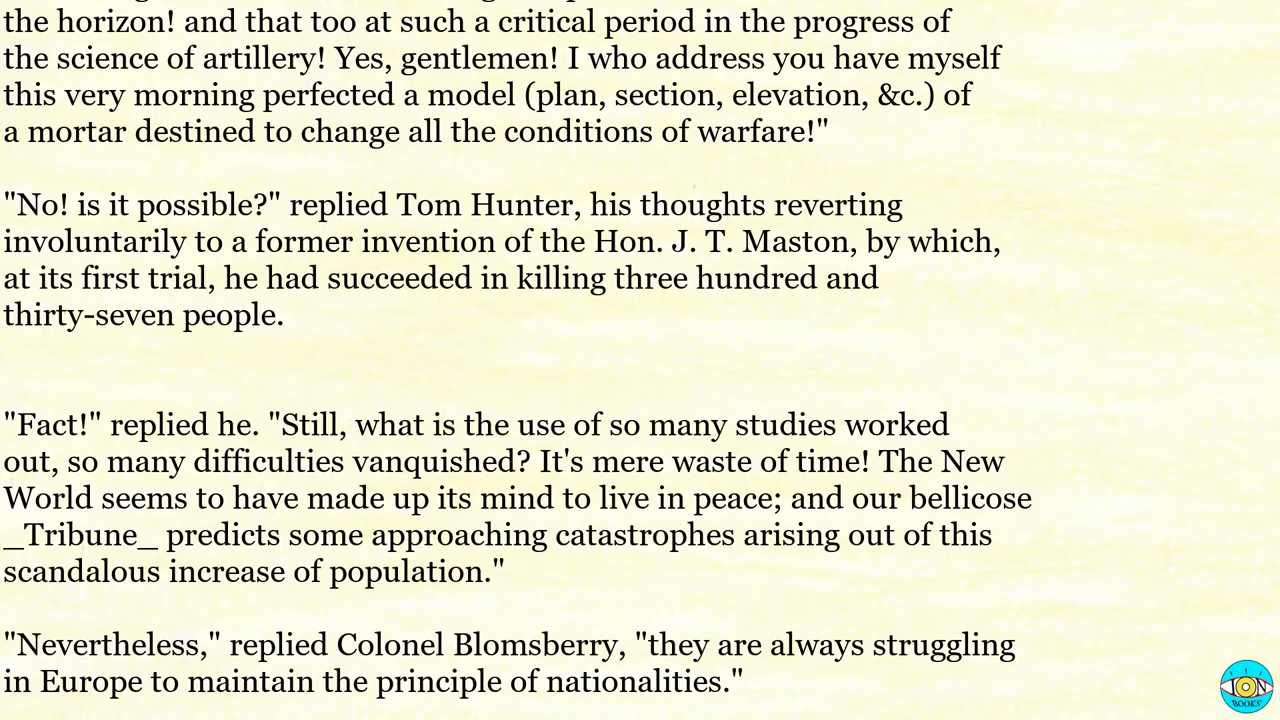 the horizon! and that too at such a critical period in the progress of
the science of artillery! Yes, gentlemen! I who address you have myself
this very morning perfected a model (plan, section, elevation, &c.) of
a mortar destined to change all the conditions of warfare!"
"No! is it possible?" replied Tom Hunter, his thoughts reverting
involuntarily to a former invention of the Hon. J. T. Maston, by which,
at its first trial, he had succeeded in killing three hundred and
thirty-seven people.
"Fact!" replied he. "Still, what is the use of so many studies worked
out, so many difficulties vanquished? It's mere waste of time! The New
World seems to have made up its mind to live in peace; and our bellicose
_Tribune_ predicts some approaching catastrophes arising out of this
scandalous increase of population."
"Nevertheless," replied Colonel Blomsberry, "they are always struggling
in Europe to maintain the principle of nationalities."
ION
BOOKS